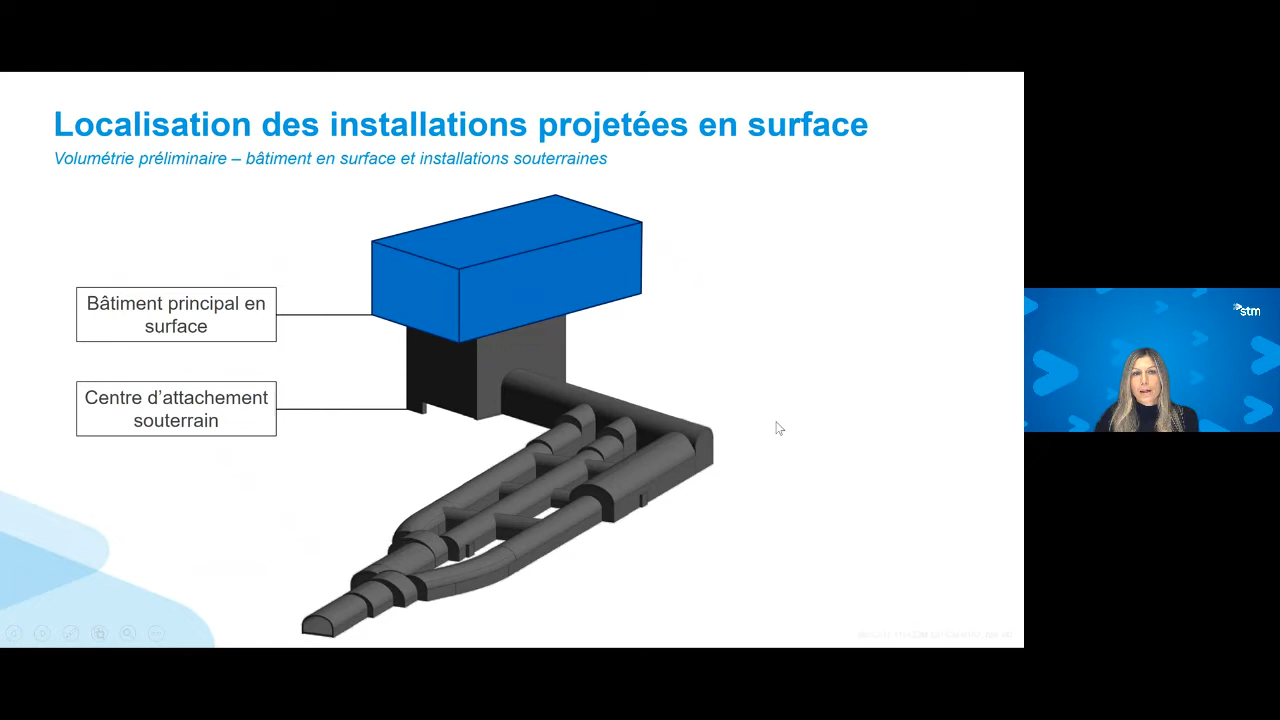 Localisation des installations projetées en surface
Volumétrie préliminaire – bâtiment en surface et installations souterraines
Bâtiment principal en
surface
Centre d’attachement
souterrain
stm